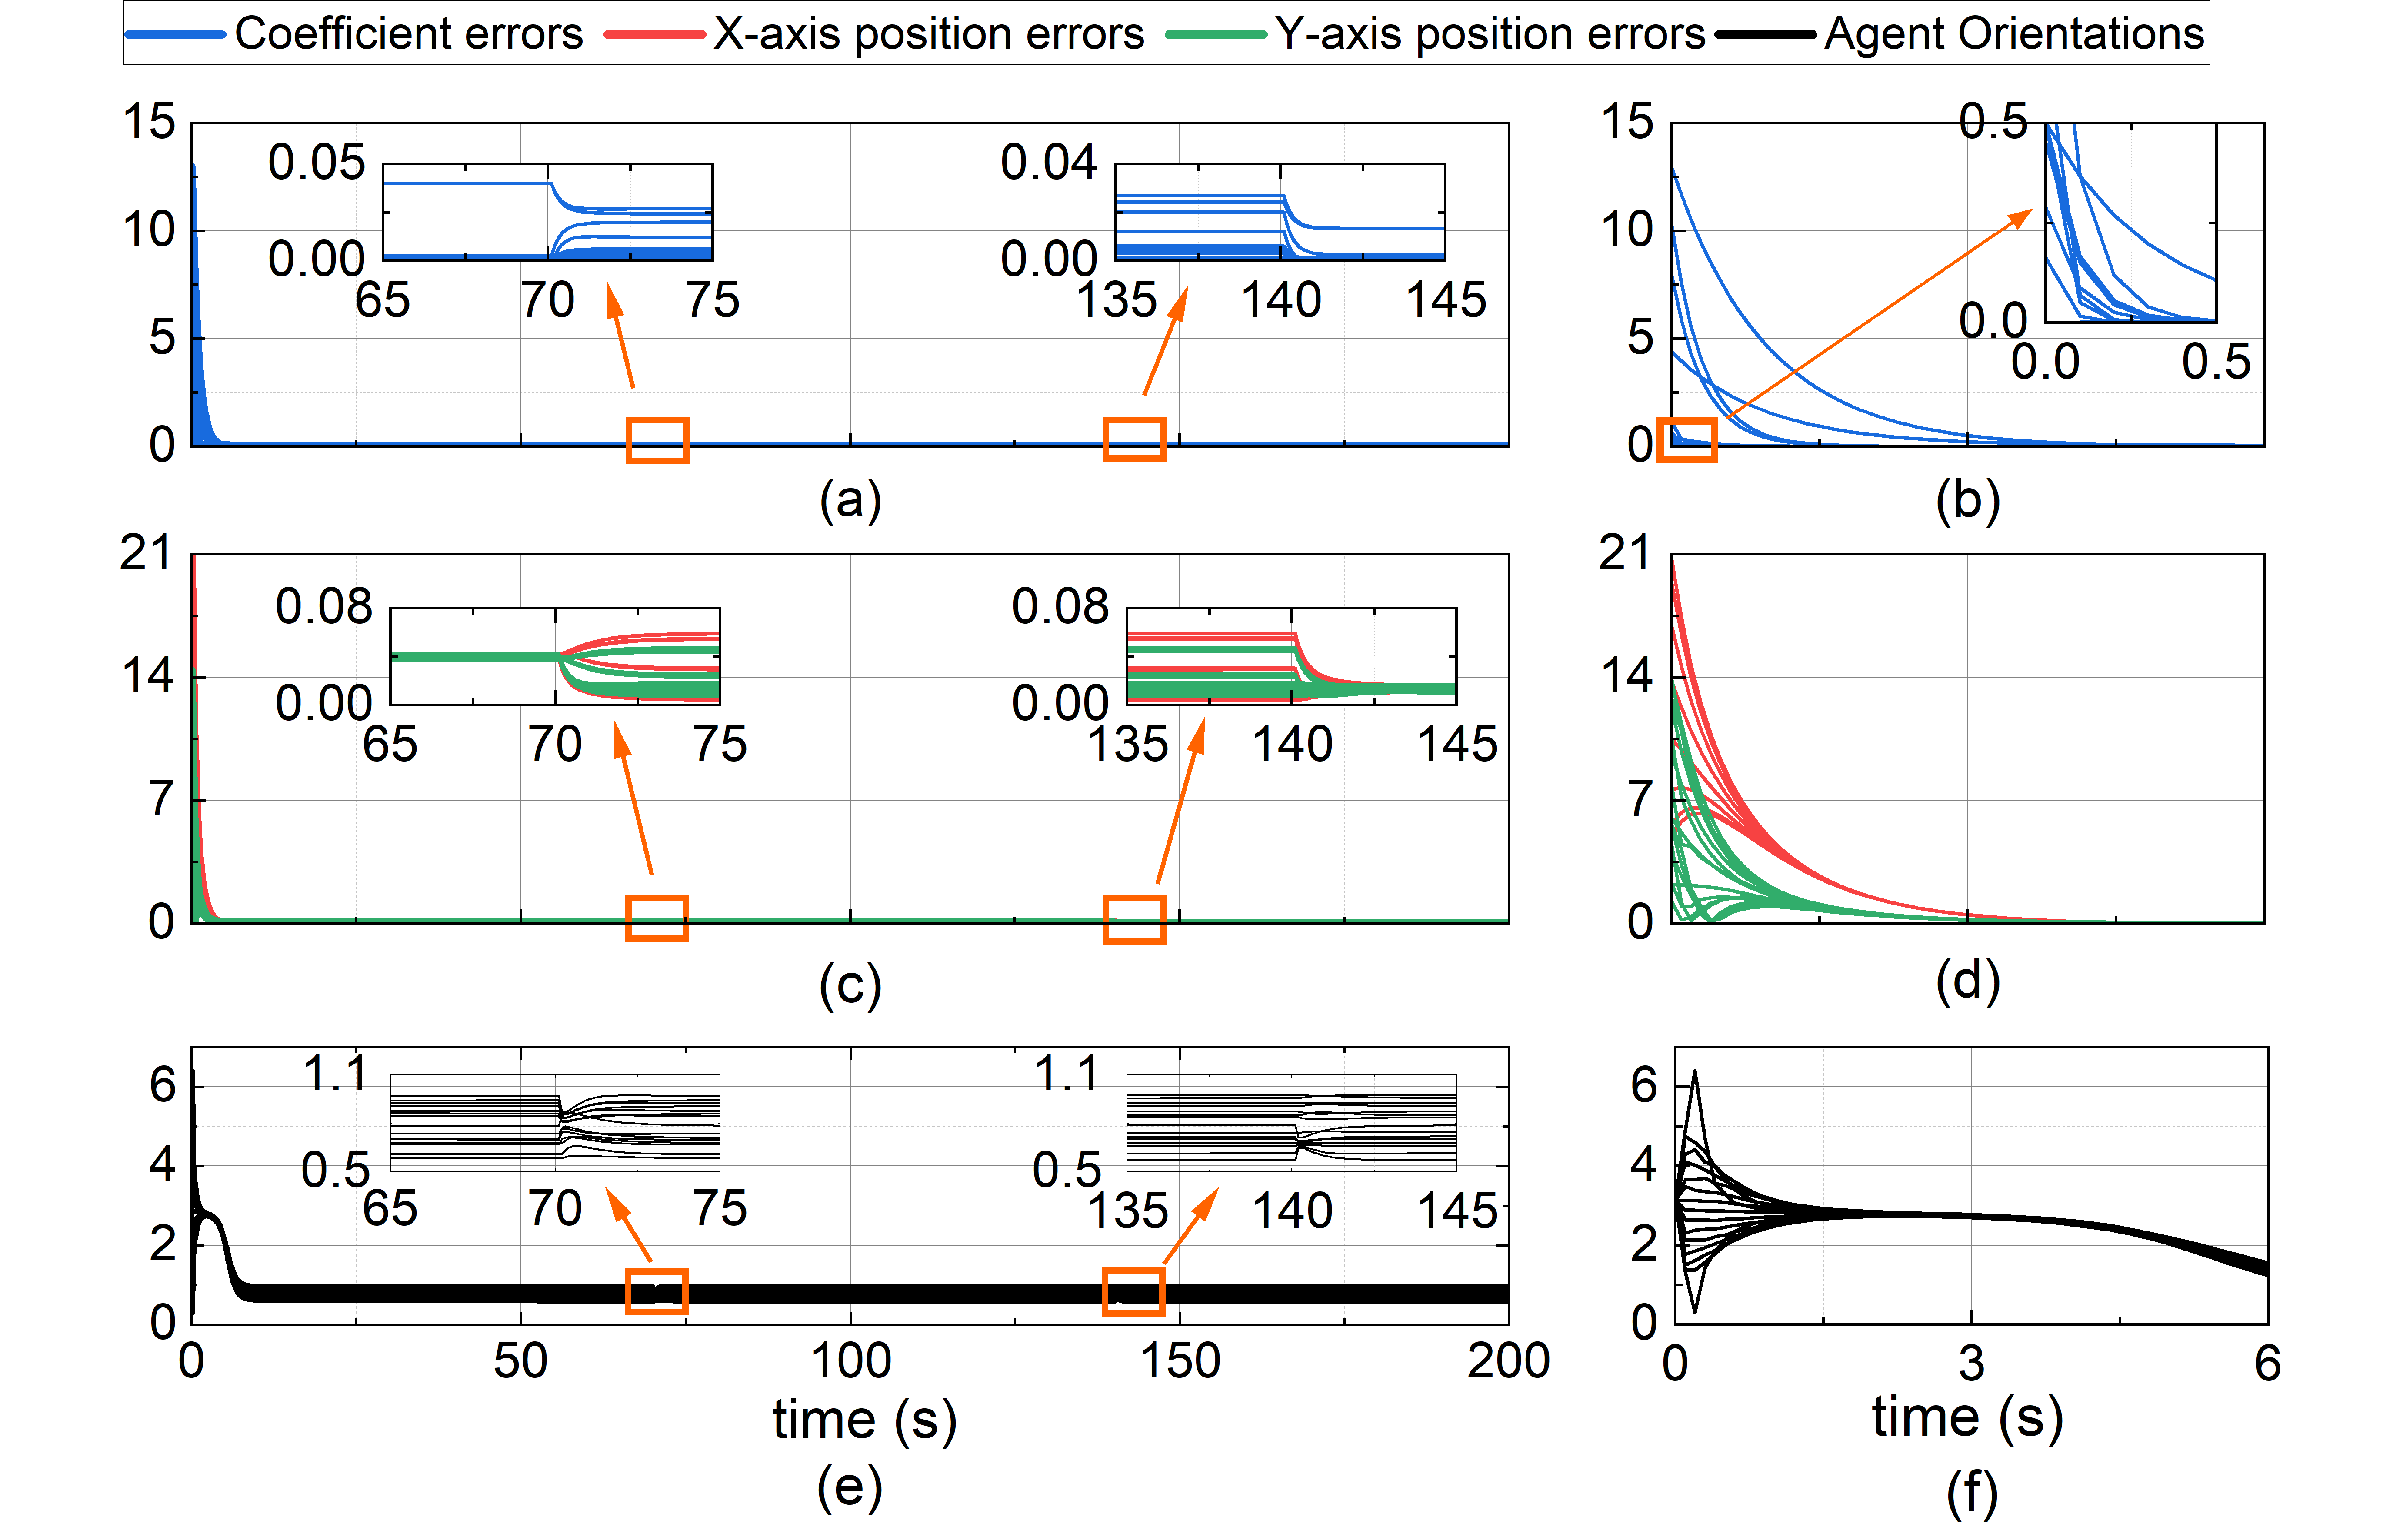 Coefficient errors X-axis position errors Y-axis position errors Agent Orientations
15 10 5 0
0.05 0.00 65 70 75
0.04 0.00 135 140 145
(a)
15 10 5 0
0.5 0.0 0.0 0.5
(b)
21 14 7 0
0.08 0.00 65 70 75
0.08 0.00 135 140 145
(c)
21 14 7 0
(d)
6 4 2 0
1.1 0.5 65 70 75
1.1 0.5 135 140 145
0 50 100 150 200
time (s)
(e)
6 4 2 0
0 3 6
time (s)
(f)